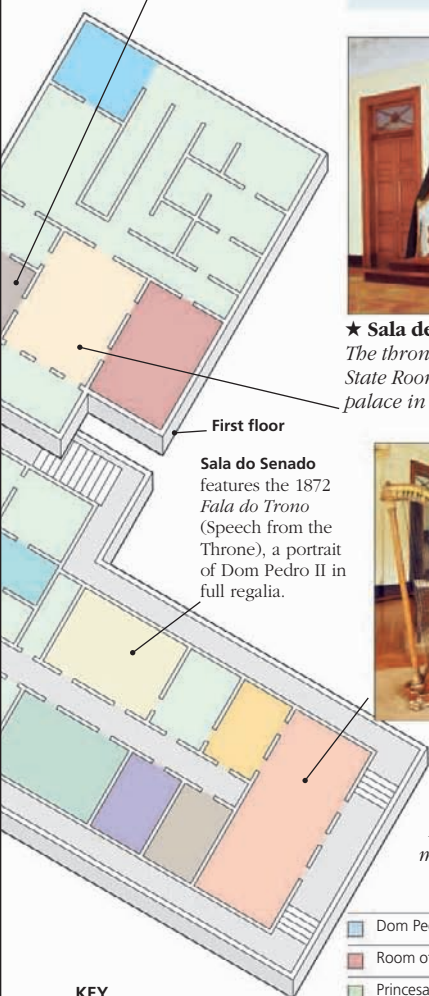 ★ Sala de
The thron
State Roor
palace in
First floor
Sala do Senado
features the 1872
Fala do Trono
(Speech from the
Throne), a portrait
of Dom Pedro II in
full regalia.
m
Dom Pe
Room o
Princesa
KEY